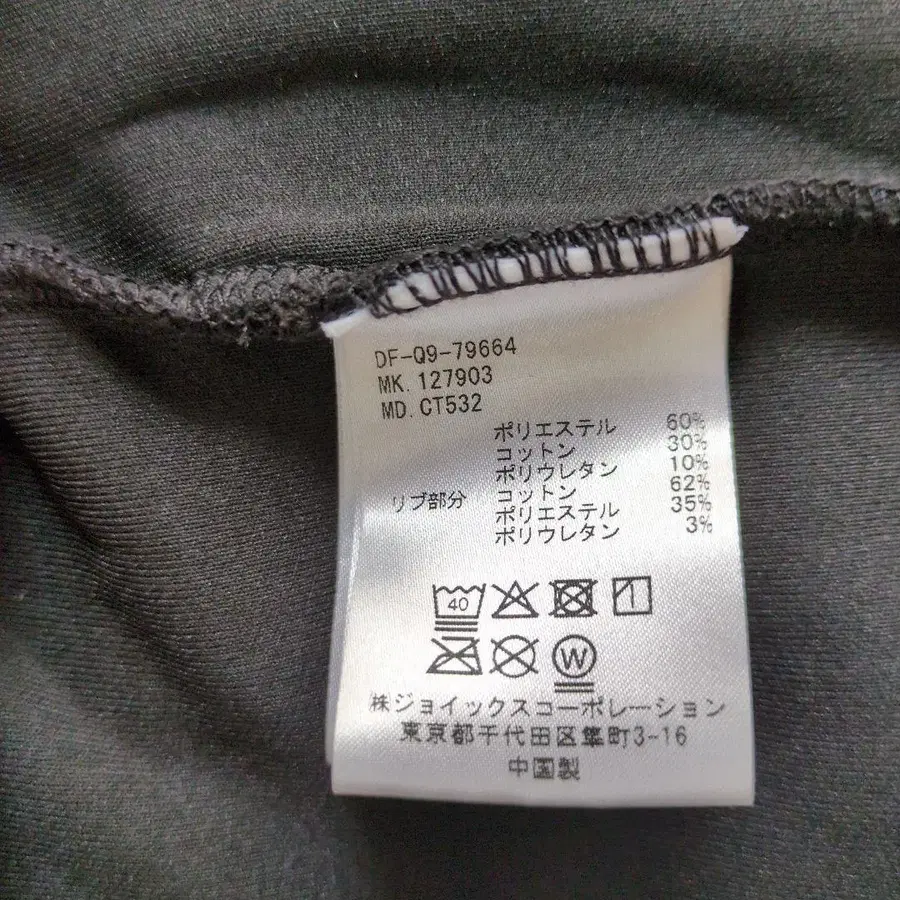 DF-Q9-79664
MK. 127903
MD. CT532
ポリエステル 60%
コットン 30%
ポリウレタン 10%
リブ部分 コットン 62%
ポリエステル 35%
ポリウレタン 3%
40
W
㈱ジョイックスコーポレーション
東京都千代田区隼町3-16
中国製